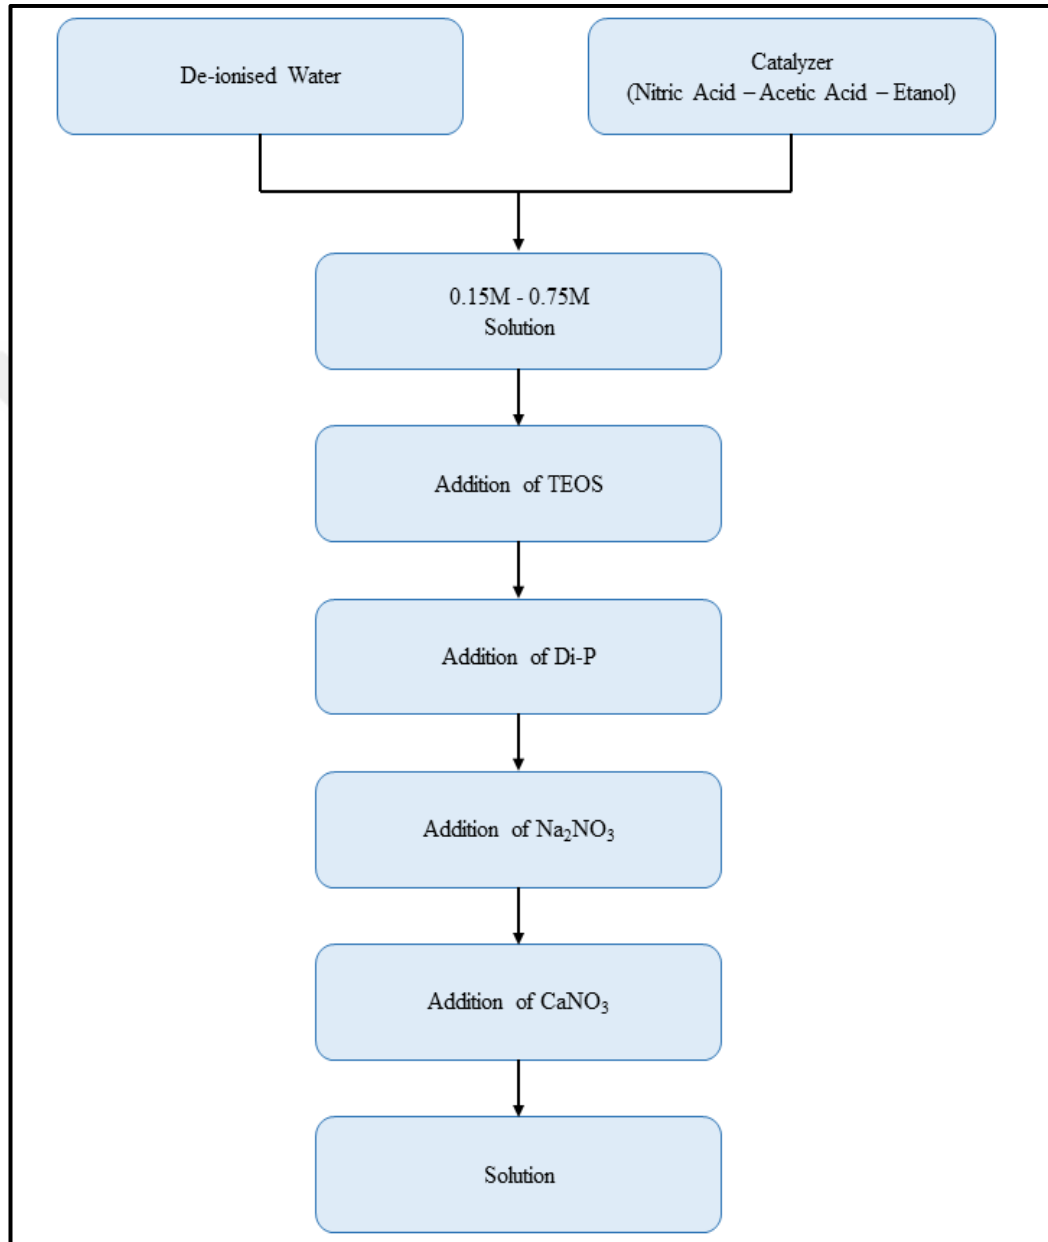 De-ionised Water
Catalyzer
(Nitric Acid – Acetic Acid – Etanol)
0.15M - 0.75M
Solution
Addition of TEOS
Addition of Di-P
Addition of Na₂NO₃
Addition of CaNO₃
Solution